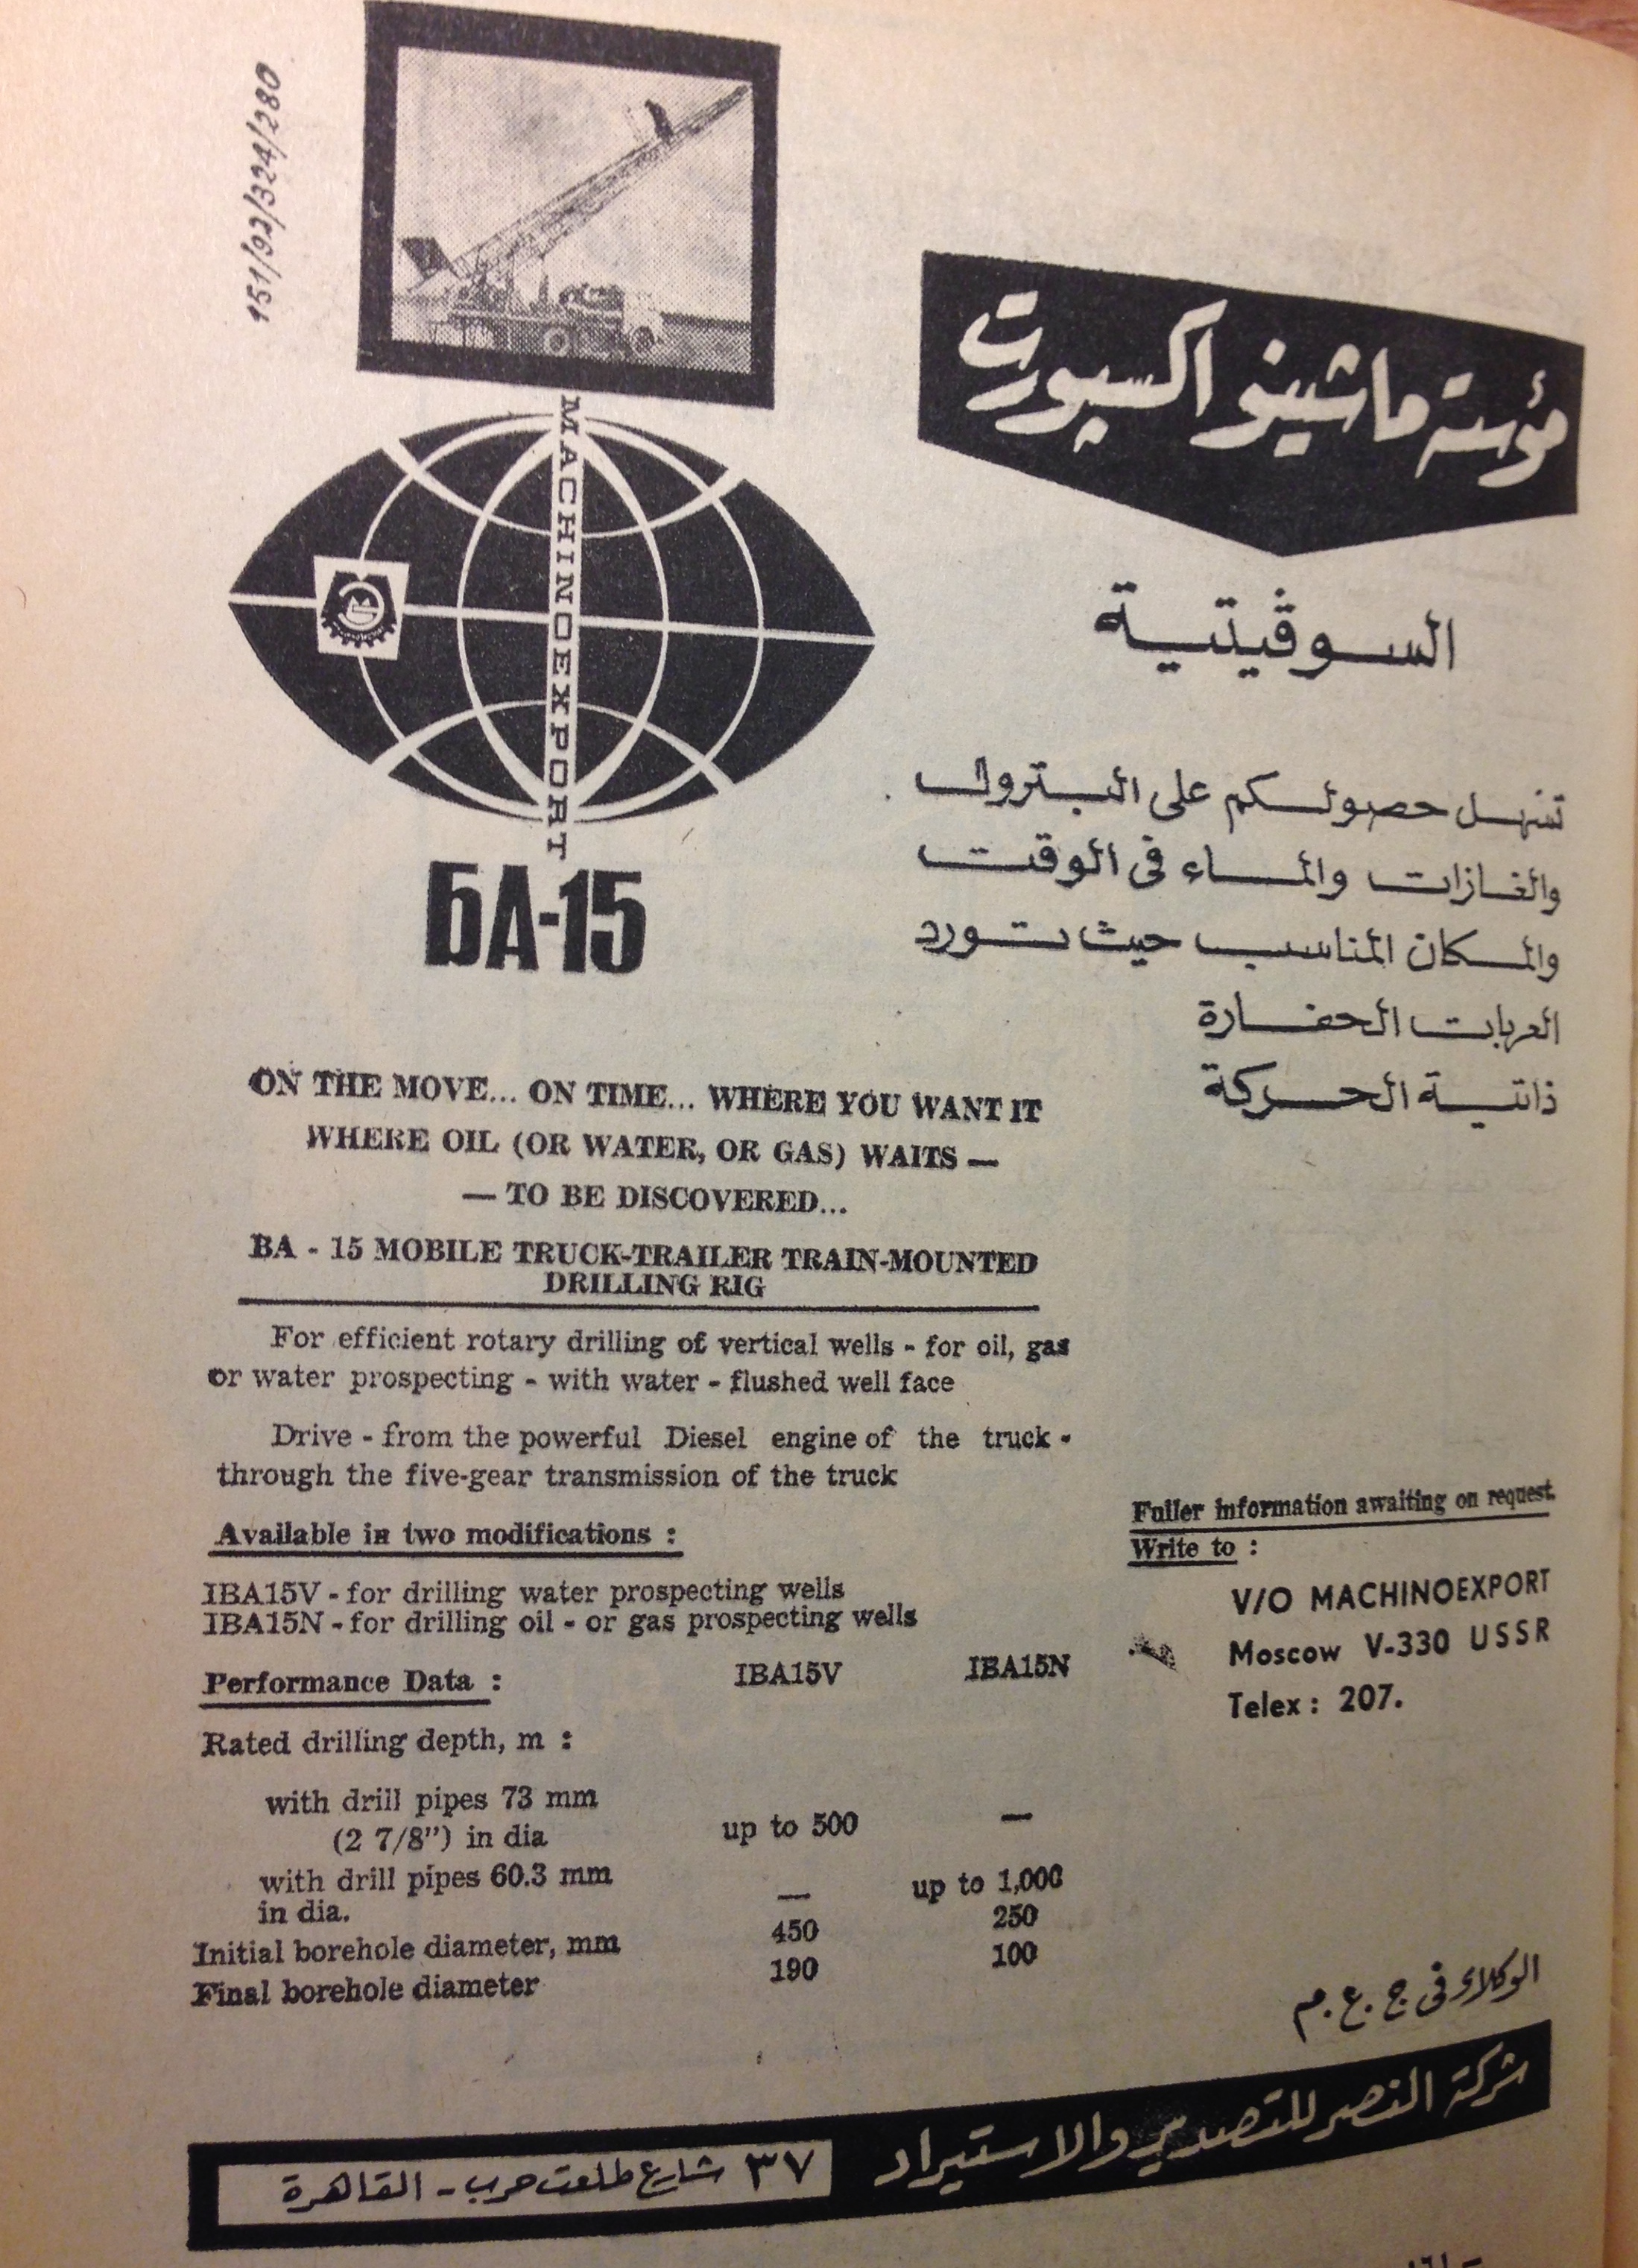 151/92/324/280
MACHINOEXPORT
БА-15
مؤسسة ماشينو اكسبورت
السوڤيتية
تسهل حصولكم على البترول
والغازات والماء فى الوقت
والمكان المناسب حيث تورد
العربات الحفارة
ذاتية الحركة
ON THE MOVE... ON TIME... WHERE YOU WANT IT
WHERE OIL (OR WATER, OR GAS) WAITS —
— TO BE DISCOVERED...
BA - 15 MOBILE TRUCK-TRAILER TRAIN-MOUNTED
DRILLING RIG
For efficient rotary drilling of vertical wells - for oil, gas
or water prospecting - with water - flushed well face
Drive - from the powerful Diesel engine of the truck -
through the five-gear transmission of the truck
Available in two modifications :
IBA15V - for drilling water prospecting wells
IBA15N - for drilling oil - or gas prospecting wells
Performance Data : IBA15V IBA15N
Rated drilling depth, m :
with drill pipes 73 mm
(2 7/8") in dia up to 500 —
with drill pipes 60.3 mm
in dia. — up to 1,000
Initial borehole diameter, mm 450 250
Final borehole diameter 190 100
Fuller information awaiting on request.
Write to :
V/O MACHINOEXPORT
Moscow V-330 USSR
Telex : 207.
الوكلاء فى ج.ع.م
شركة النصر للتصدير والاستيراد
٣٧ شارع طلعت حرب - القاهرة